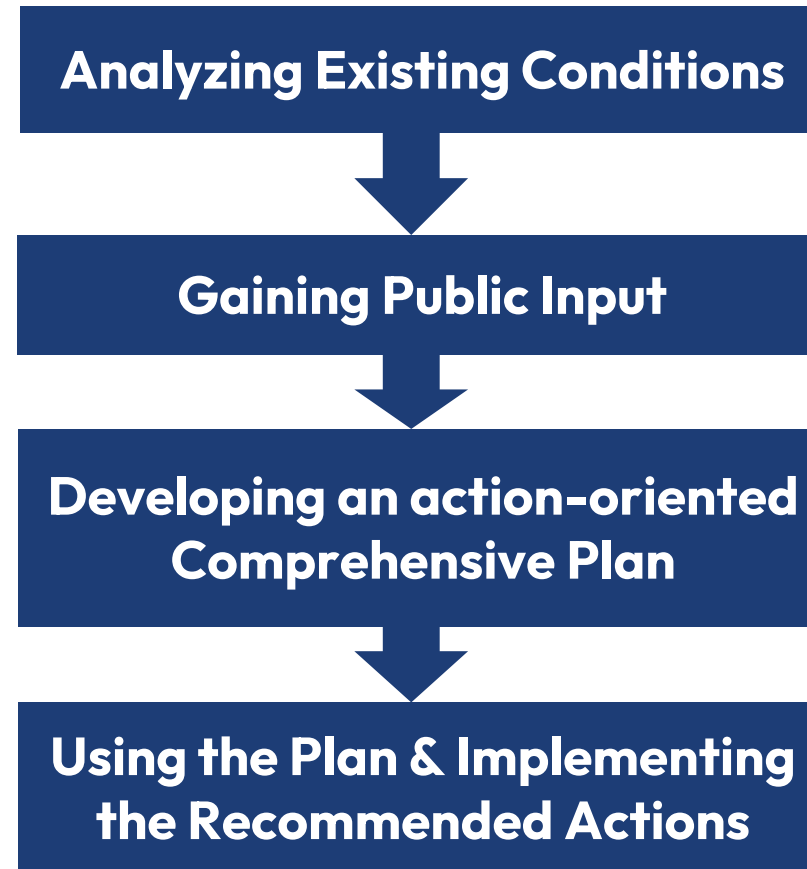 Analyzing Existing Conditions
Gaining Public Input
Developing an action-oriented
Comprehensive Plan
Using the Plan & Implementing
the Recommended Actions